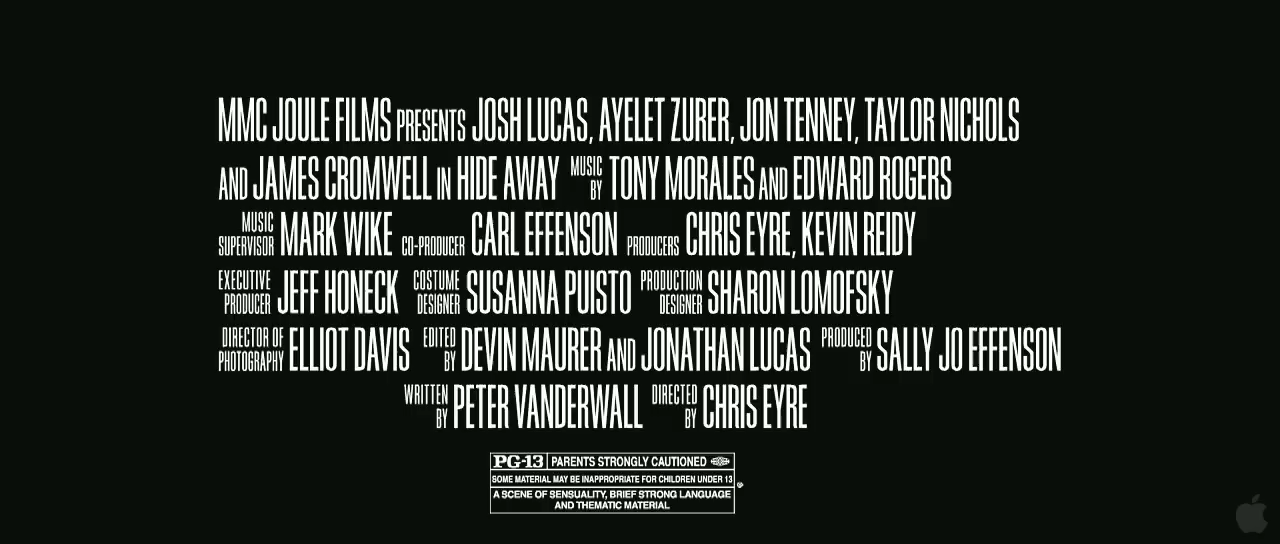 MMC JOULE FILMS PRESENTS JOSH LUCAS, AYELET ZURER, JON TENNEY, TAYLOR NICHOLS
AND JAMES CROMWELL IN HIDE AWAY MUSIC BY TONY MORALES AND EDWARD ROGERS
MUSIC SUPERVISOR MARK WIKE CO-PRODUCER CARL EFFENSON PRODUCERS CHRIS EYRE, KEVIN REIDY
EXECUTIVE PRODUCER JEFF HONECK COSTUME DESIGNER SUSANNA PUISTO PRODUCTION DESIGNER SHARON LOMOFSKY
DIRECTOR OF PHOTOGRAPHY ELLIOT DAVIS EDITED BY DEVIN MAURER AND JONATHAN LUCAS PRODUCED BY SALLY JO EFFENSON
WRITTEN BY PETER VANDERWALL DIRECTED BY CHRIS EYRE
PG-13 PARENTS STRONGLY CAUTIONED
SOME MATERIAL MAY BE INAPPROPRIATE FOR CHILDREN UNDER 13
A SCENE OF SENSUALITY, BRIEF STRONG LANGUAGE
AND THEMATIC MATERIAL